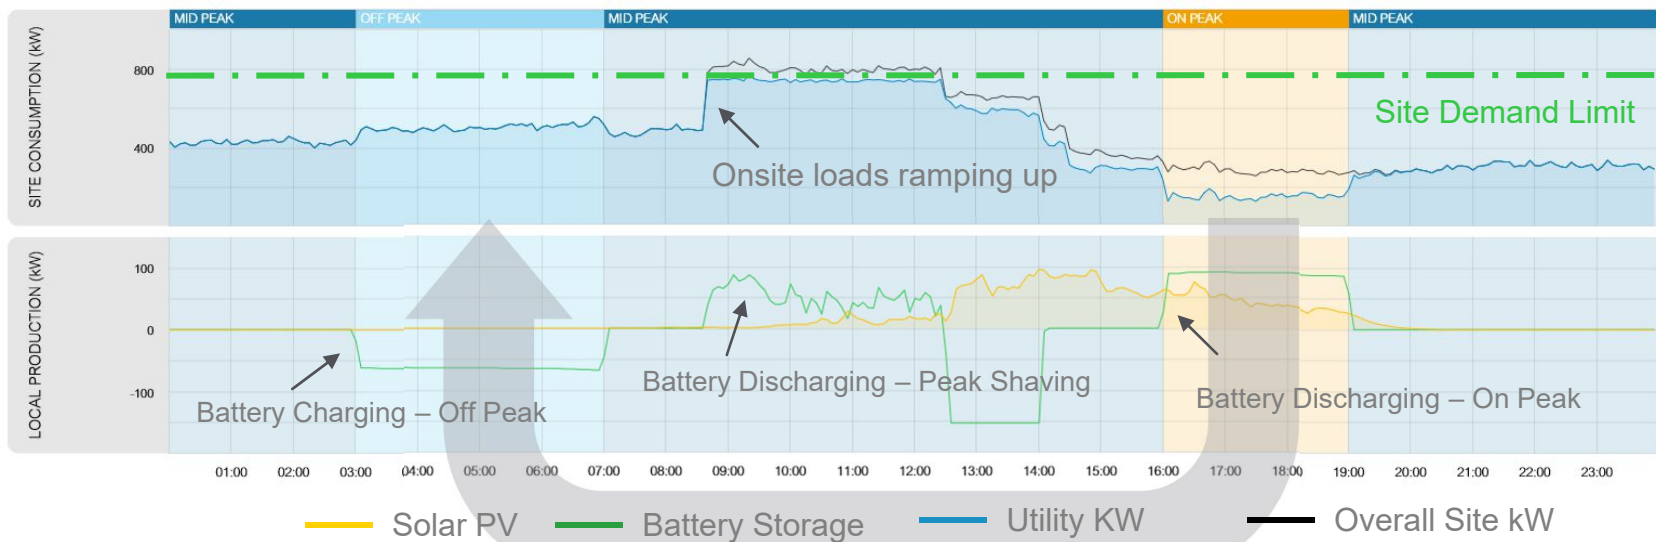 MID PEAK OFF PEAK MID PEAK ON PEAK MID PEAK
SITE CONSUMPTION (kW)
800
400
Site Demand Limit
Onsite loads ramping up
LOCAL PRODUCTION (kW)
100
0
-100
Battery Charging – Off Peak
Battery Discharging – Peak Shaving
Battery Discharging – On Peak
01:00 02:00 03:00 04:00 05:00 06:00 07:00 08:00 09:00 10:00 11:00 12:00 13:00 14:00 15:00 16:00 17:00 18:00 19:00 20:00 21:00 22:00 23:00
Solar PV Battery Storage Utility KW Overall Site kW